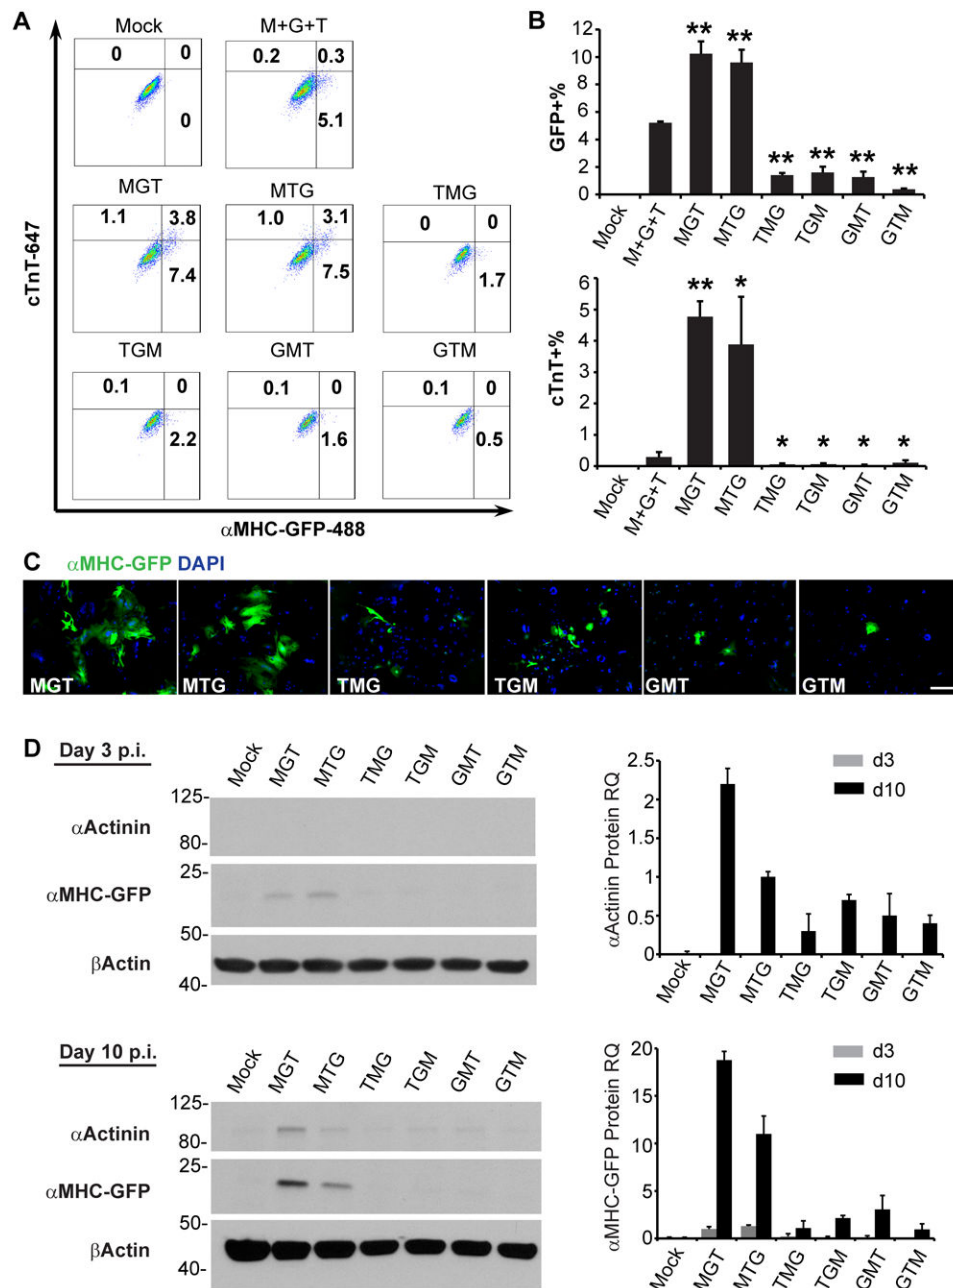 A
Mock
M+G+T
0
0
0
0.2
0.3
5.1
MGT
MTG
TMG
1.1
3.8
7.4
1.0
3.1
7.5
0
0
1.7
TGM
GMT
GTM
0.1
0
2.2
0.1
0
1.6
0.1
0
0.5
cTnT-647
αMHC-GFP-488
B
GFP+%
12
10
8
6
4
2
0
** ** ** ** ** **
Mock M+G+T MGT MTG TMG TGM GMT GTM
cTnT+%
6
5
4
3
2
1
0
** * * * * *
Mock M+G+T MGT MTG TMG TGM GMT GTM
C αMHC-GFP DAPI
MGT MTG TMG TGM GMT GTM
D Day 3 p.i.
Mock MGT MTG TMG TGM GMT GTM
125-
αActinin
80-
25-
αMHC-GFP
50-
βActin
40-
αActinin Protein RQ
2.5
2
1.5
1
0.5
0
d3
d10
Mock MGT MTG TMG TGM GMT GTM
Day 10 p.i.
Mock MGT MTG TMG TGM GMT GTM
125-
αActinin
80-
25-
αMHC-GFP
50-
βActin
40-
αMHC-GFP Protein RQ
20
15
10
5
0
d3
d10
Mock MGT MTG TMG TGM GMT GTM